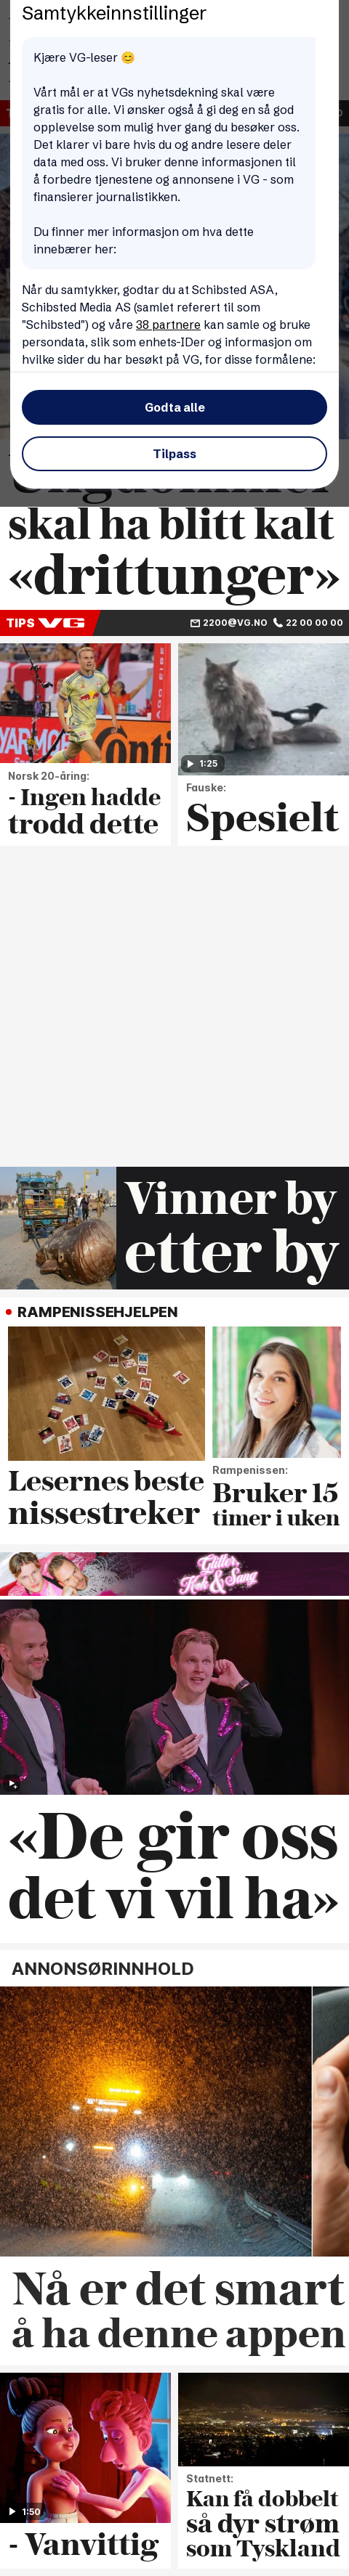 Samtykkeinnstillinger
Kjære VG-leser 😊
Vårt mål er at VGs nyhetsdekning skal være
gratis for alle. Vi ønsker også å gi deg en så god
opplevelse som mulig hver gang du besøker oss.
Det klarer vi bare hvis du og andre lesere deler
data med oss. Vi bruker denne informasjonen til
å forbedre tjenestene og annonsene i VG - som
finansierer journalistikken.
Du finner mer informasjon om hva dette
innebærer her:
Når du samtykker, godtar du at Schibsted ASA,
Schibsted Media AS (samlet referert til som
"Schibsted") og våre 38 partnere kan samle og bruke
persondata, slik som enhets-IDer og informasjon om
hvilke sider du har besøkt på VG, for disse formålene:
Godta alle
Tilpass
skal ha blitt kalt
«drittunger»
TIPS VG 2200@VG.NO 22 00 00 00
Norsk 20-åring:
- Ingen hadde
trodd dette
1:25
Fauske:
Spesielt
Vinner by
etter by
RAMPENISSEHJELPEN
Lesernes beste
nissestreker
Rampenissen:
Bruker 15
timer i uken
Glitter
Kok & Sang
«De gir oss
det vi vil ha»
ANNONSØRINNHOLD
Nå er det smart
å ha denne appen
1:50
- Vanvittig
Statnett:
Kan få dobbelt
så dyr strøm
som Tyskland